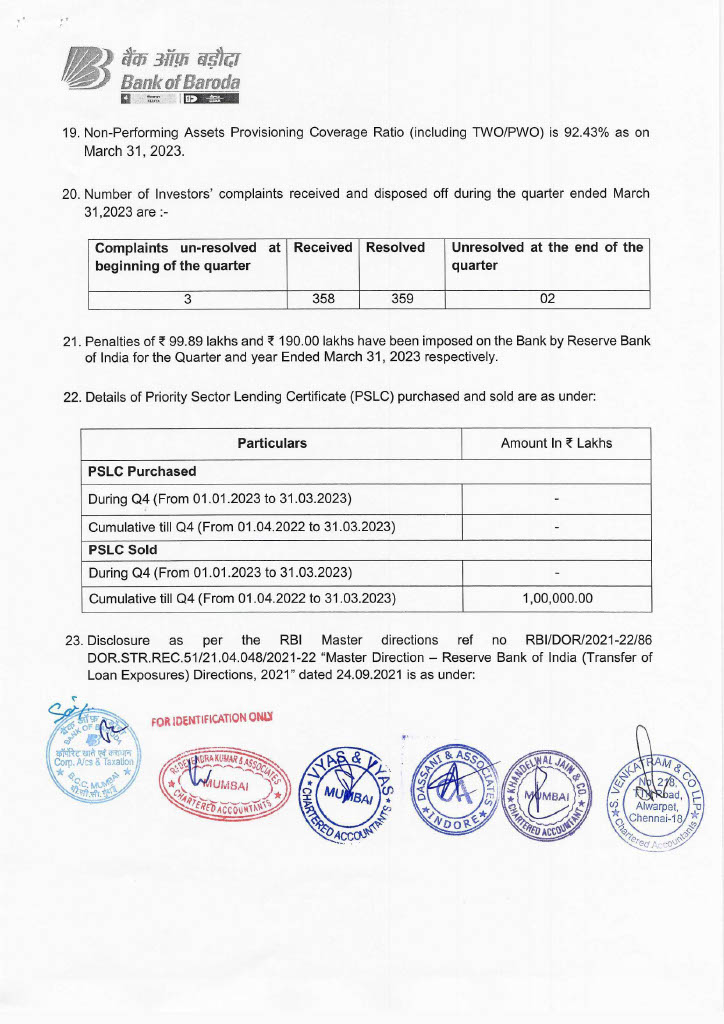 बैंक ऑफ़ बड़ौदा
Bank of Baroda
19. Non-Performing Assets Provisioning Coverage Ratio (including TWO/PWO) is 92.43% as on
March 31, 2023.
20. Number of Investors’ complaints received and disposed off during the quarter ended March
31,2023 are :-
Complaints un-resolved at beginning of the quarter | Received | Resolved | Unresolved at the end of the quarter
3 | 358 | 359 | 02
21. Penalties of ₹ 99.89 lakhs and ₹ 190.00 lakhs have been imposed on the Bank by Reserve Bank
of India for the Quarter and year Ended March 31, 2023 respectively.
22. Details of Priority Sector Lending Certificate (PSLC) purchased and sold are as under:
Particulars | Amount In ₹ Lakhs
PSLC Purchased
During Q4 (From 01.01.2023 to 31.03.2023) | -
Cumulative till Q4 (From 01.04.2022 to 31.03.2023) | -
PSLC Sold
During Q4 (From 01.01.2023 to 31.03.2023) | -
Cumulative till Q4 (From 01.04.2022 to 31.03.2023) | 1,00,000.00
23. Disclosure as per the RBI Master directions ref no RBI/DOR/2021-22/86
DOR.STR.REC.51/21.04.048/2021-22 “Master Direction – Reserve Bank of India (Transfer of
Loan Exposures) Directions, 2021” dated 24.09.2021 is as under:
FOR IDENTIFICATION ONLY
बैंक ऑफ़
BANK OF
कॉर्पोरेट खाते एवं कराधान
Corp. A/cs & Taxation
B.C.C. MUMBAI
बी.सी.सी. मुंबई
DEVENDRA KUMAR & ASSOCIATES
MUMBAI
CHARTERED ACCOUNTANTS
VYAS & VYAS
MUMBAI
CHARTERED ACCOUNTANTS
DASSANI & ASSOCIATES
CA
INDORE
KHANDELWAL JAIN & CO.
MUMBAI
CHARTERED ACCOUNTANTS
S. VENKATRAM & CO. LLP
No. 218,
TTK Road,
Alwarpet,
Chennai-18
Chartered Accountants